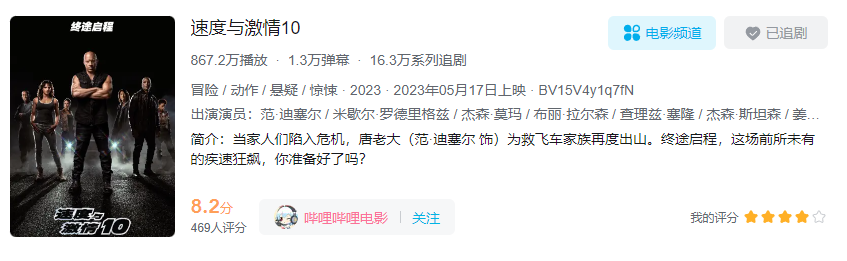 终途启程
速度与激情10
速度与激情10
电影频道
已追剧
867.2万播放 · 1.3万弹幕 · 16.3万系列追剧
冒险 / 动作 / 悬疑 / 惊悚 · 2023 · 2023年05月17日上映 · BV15V4y1q7fN
出演演员：范·迪塞尔 / 米歇尔·罗德里格兹 / 杰森·莫玛 / 布丽·拉尔森 / 查理兹·塞隆 / 杰森·斯坦森 / 姜...
简介：当家人们陷入危机，唐老大（范·迪塞尔 饰）为救飞车家族再度出山。终途启程，这场前所未有
的疾速狂飙，你准备好了吗？
8.2分
469人评分
哔哩哔哩电影
关注
我的评分